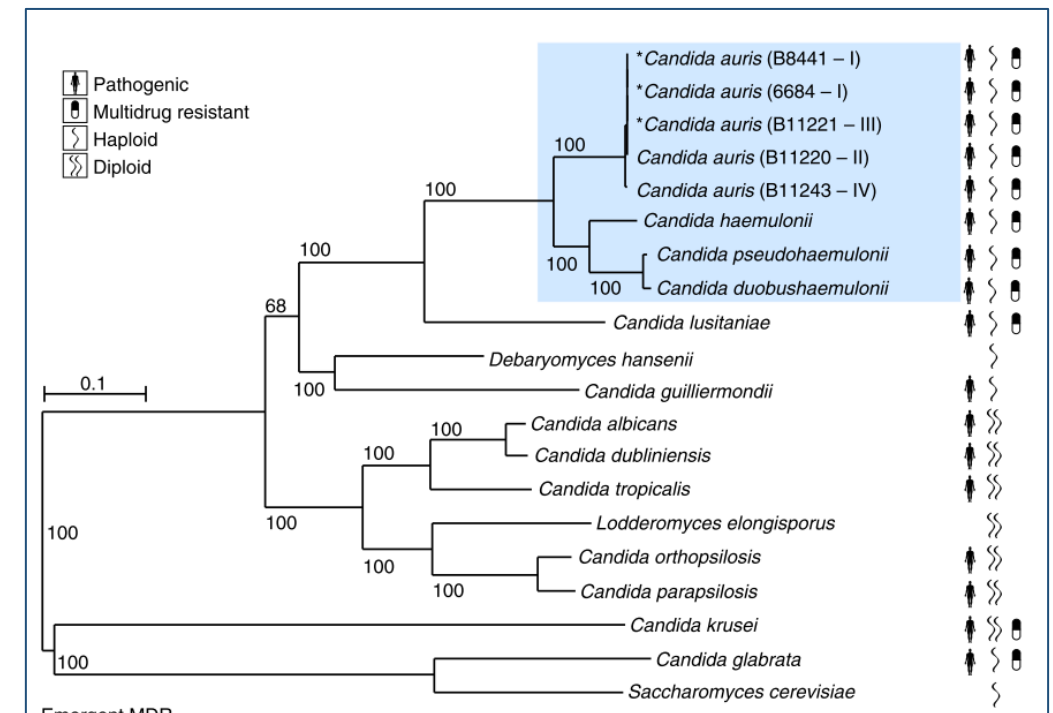 Pathogenic
Multidrug resistant
Haploid
Diploid
*Candida auris (B8441 – I)
*Candida auris (6684 – I)
*Candida auris (B11221 – III)
100
Candida auris (B11220 – II)
100
Candida auris (B11243 – IV)
Candida haemulonii
100
Candida pseudohaemulonii
100
100
Candida duobushaemulonii
68
Candida lusitaniae
Debaryomyces hansenii
0.1
100
Candida guilliermondii
Candida albicans
100
100
Candida dubliniensis
Candida tropicalis
100
Lodderomyces elongisporus
100
Candida orthopsilosis
100
100
Candida parapsilosis
Candida krusei
100
Candida glabrata
Saccharomyces cerevisiae
Emergent MDR